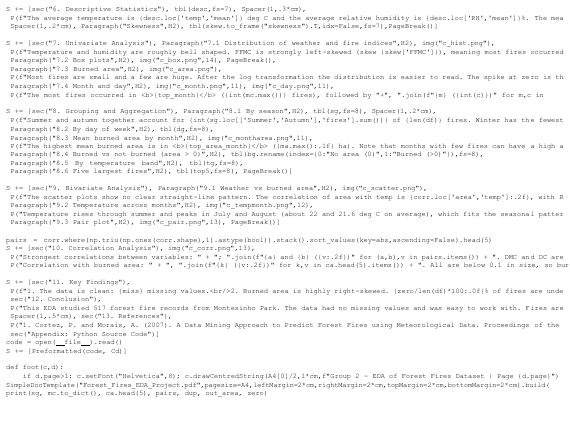 S += [sec("6. Descriptive Statistics"), tbl(desc,fs=7), Spacer(1,.3*cm),
P(f"The average temperature is {desc.loc['temp','mean']} deg C and the average relative humidity is {desc.loc['RH','mean']}%. The mea
Spacer(1,.2*cm), Paragraph("Skewness",H2), tbl(skew.to_frame("skewness").T,idx=False,fs=7),PageBreak()]
S += [sec("7. Univariate Analysis"), Paragraph("7.1 Distribution of weather and fire indices",H2), img("c_hist.png"),
P(f"Temperature and humidity are roughly bell shaped. FFMC is strongly left-skewed (skew {skew['FFMC']}), meaning most fires occurred
Paragraph("7.2 Box plots",H2), img("c_box.png",14), PageBreak(),
Paragraph("7.3 Burned area",H2), img("c_area.png"),
P(f"Most fires are small and a few are huge. After the log transformation the distribution is easier to read. The spike at zero is th
Paragraph("7.4 Month and day",H2), img("c_month.png",11), img("c_day.png",11),
P(f"The most fires occurred in <b>{top_month}</b> ({int(mc.max())} fires), followed by "+", ".join(f"{m} ({int(c)})" for m,c in
S += [sec("8. Grouping and Aggregation"), Paragraph("8.1 By season",H2), tbl(sg,fs=8), Spacer(1,.2*cm),
P(f"Summer and autumn together account for {int(sg.loc[['Summer','Autumn'],'fires'].sum())} of {len(df)} fires. Winter has the fewest
Paragraph("8.2 By day of week",H2), tbl(dg,fs=8),
Paragraph("8.3 Mean burned area by month",H2), img("c_montharea.png",11),
P(f"The highest mean burned area is in <b>{top_area_month}</b> ({ma.max():.1f} ha). Note that months with few fires can have a high a
Paragraph("8.4 Burned vs not burned (area > 0)",H2), tbl(bg.rename(index={0:"No area (0)",1:"Burned (>0)"}),fs=8),
Paragraph("8.5 By temperature band",H2), tbl(tg,fs=8),
Paragraph("8.6 Five largest fires",H2), tbl(top5,fs=8), PageBreak()]
S += [sec("9. Bivariate Analysis"), Paragraph("9.1 Weather vs burned area",H2), img("c_scatter.png"),
P(f"The scatter plots show no clear straight-line pattern. The correlation of area with temp is {corr.loc['area','temp']:.2f}, with R
Paragraph("9.2 Temperature across months",H2), img("c_tempmonth.png",12),
P("Temperature rises through summer and peaks in July and August (about 22 and 21.6 deg C on average), which fits the seasonal patter
Paragraph("9.3 Pair plot",H2), img("c_pair.png",13), PageBreak()]
pairs = corr.where(np.triu(np.ones(corr.shape),1).astype(bool)).stack().sort_values(key=abs,ascending=False).head(5)
S += [sec("10. Correlation Analysis"), img("c_corr.png",13),
P("Strongest correlations between variables: " + "; ".join(f"{a} and {b} ({v:.2f})" for (a,b),v in pairs.items()) + ". DMC and DC are
P("Correlation with burned area: " + ", ".join(f"{k} ({v:.2f})" for k,v in ca.head(5).items()) + ". All are below 0.1 in size, so bur
S += [sec("11. Key Findings"),
P(f"1. The data is clean: {miss} missing values.<br/>2. Burned area is highly right-skewed. {zero/len(df)*100:.0f}% of fires are unde
sec("12. Conclusion"),
P("This EDA studied 517 forest fire records from Montesinho Park. The data had no missing values and was easy to work with. Fires are
Spacer(1,.5*cm), sec("13. References"),
P("1. Cortez, P. and Morais, A. (2007). A Data Mining Approach to Predict Forest Fires using Meteorological Data. Proceedings of the
sec("Appendix: Python Source Code")]
code = open(__file__).read()
S += [Preformatted(code, Cd)]
def foot(c,d):
if d.page>1: c.setFont("Helvetica",8); c.drawCentredString(A4[0]/2,1*cm,f"Group 2 - EDA of Forest Fires Dataset | Page {d.page}")
SimpleDocTemplate("Forest_Fires_EDA_Project.pdf",pagesize=A4,leftMargin=2*cm,rightMargin=2*cm,topMargin=2*cm,bottomMargin=2*cm).build(
print(sg, mc.to_dict(), ca.head(5), pairs, dup, out_area, zero)